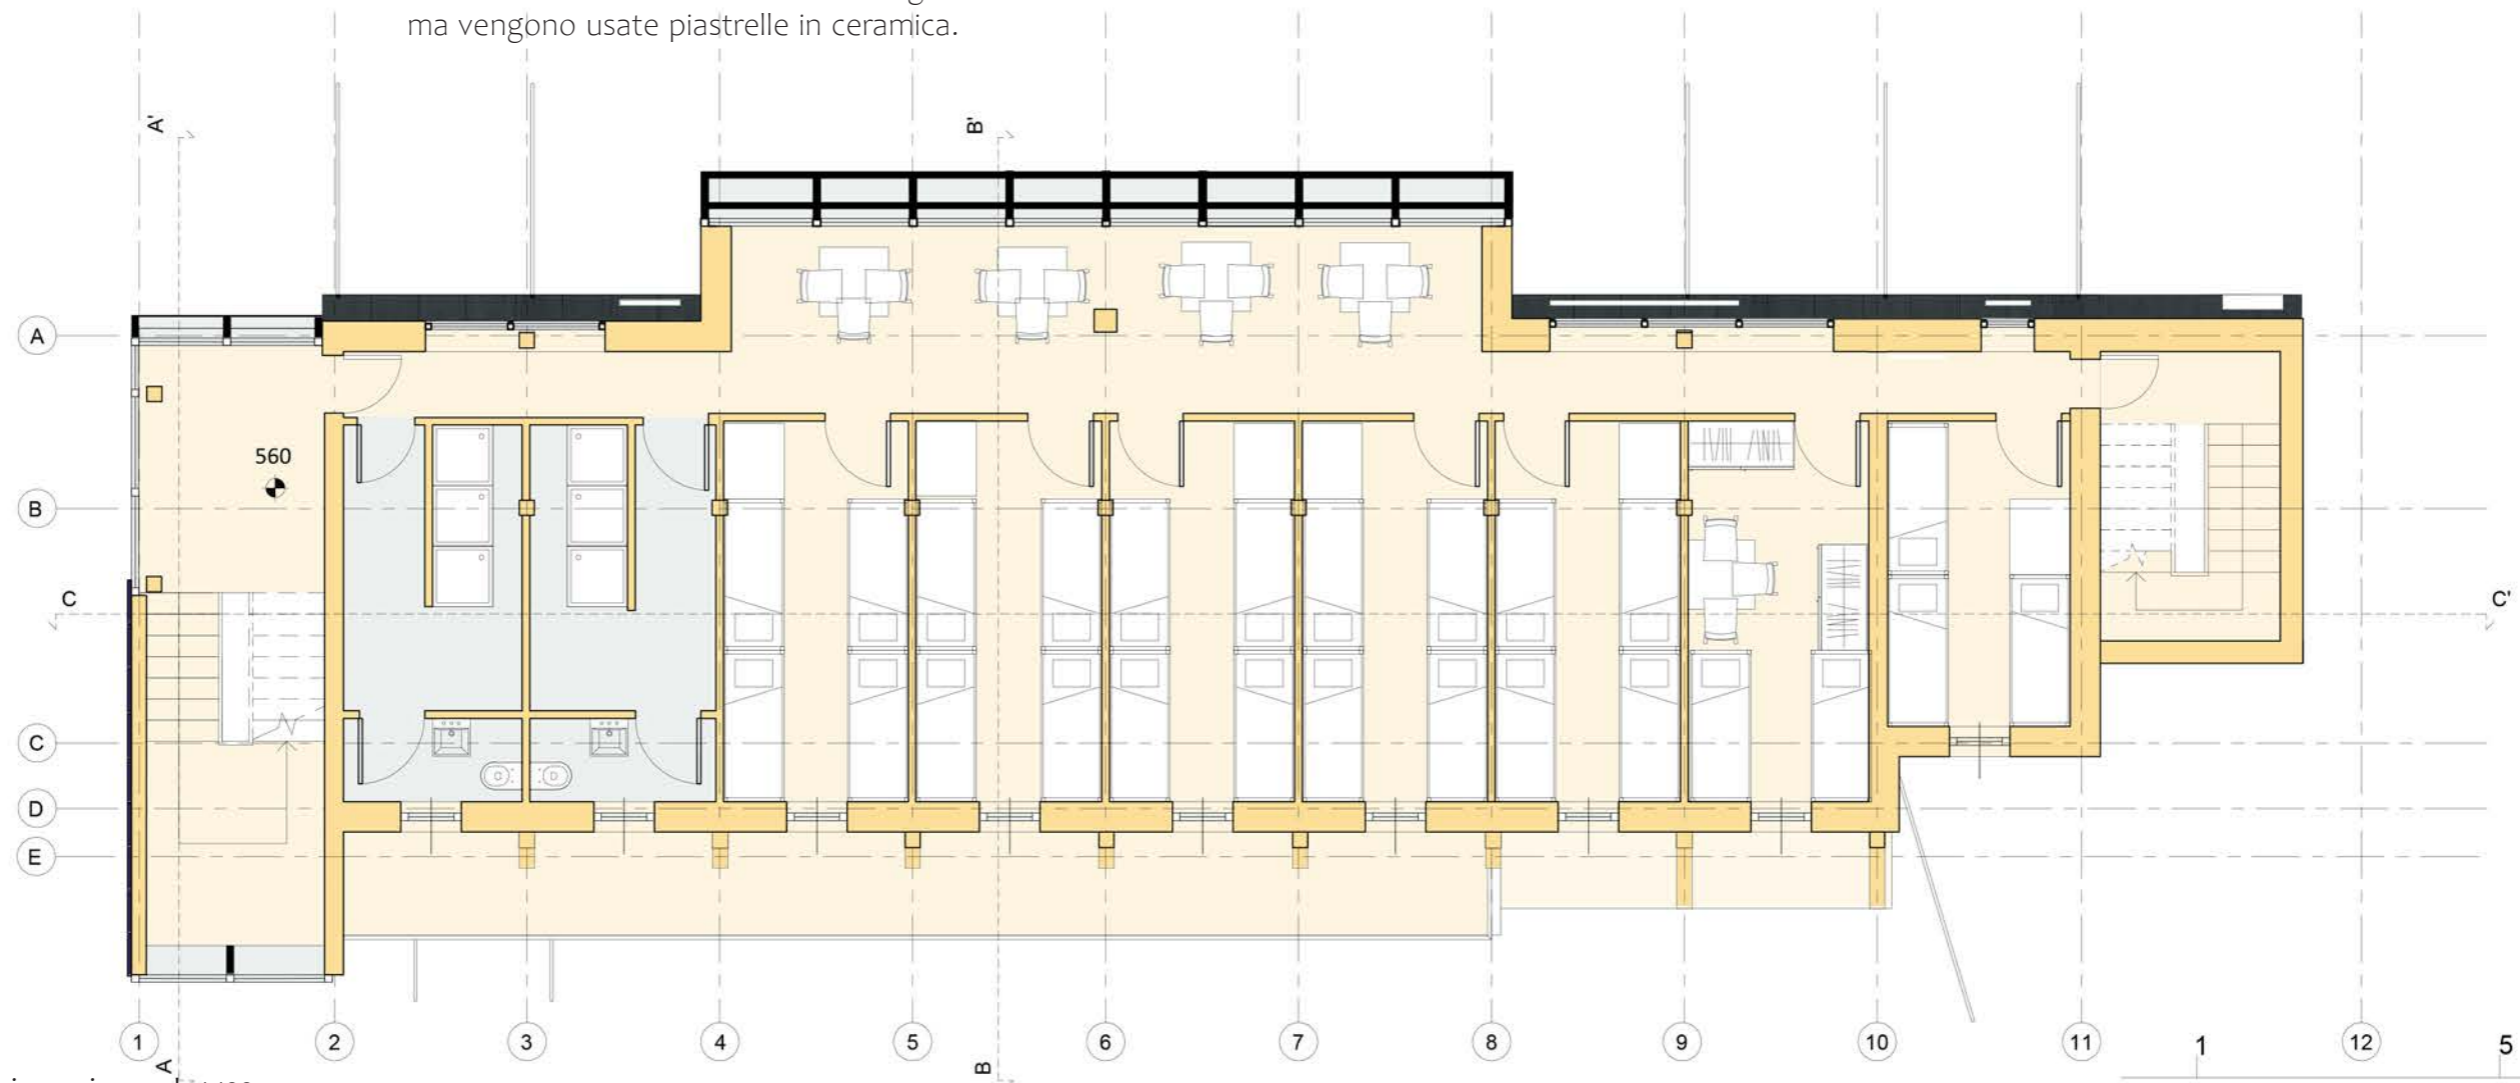 ma vengono usate piastrelle in ceramica.
A' B'
A
560
B
C C'
C
D
E
1 2 3 4 5 6 7 8 9 10 11 12
A B
1 5